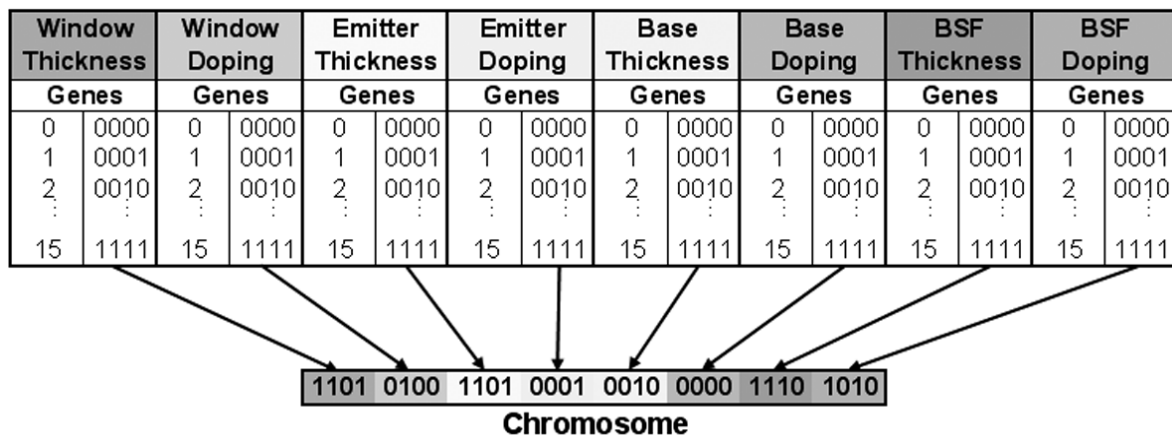 Window Thickness Window Doping Emitter Thickness Emitter Doping Base Thickness Base Doping BSF Thickness BSF Doping
Genes Genes Genes Genes Genes Genes Genes Genes
0 0000 0 0000 0 0000 0 0000 0 0000 0 0000 0 0000 0 0000
1 0001 1 0001 1 0001 1 0001 1 0001 1 0001 1 0001 1 0001
2 0010 2 0010 2 0010 2 0010 2 0010 2 0010 2 0010 2 0010
⋮ ⋮ ⋮ ⋮ ⋮ ⋮ ⋮ ⋮ ⋮ ⋮ ⋮ ⋮ ⋮ ⋮ ⋮ ⋮
15 1111 15 1111 15 1111 15 1111 15 1111 15 1111 15 1111 15 1111
1101 0100 1101 0001 0010 0000 1110 1010
Chromosome